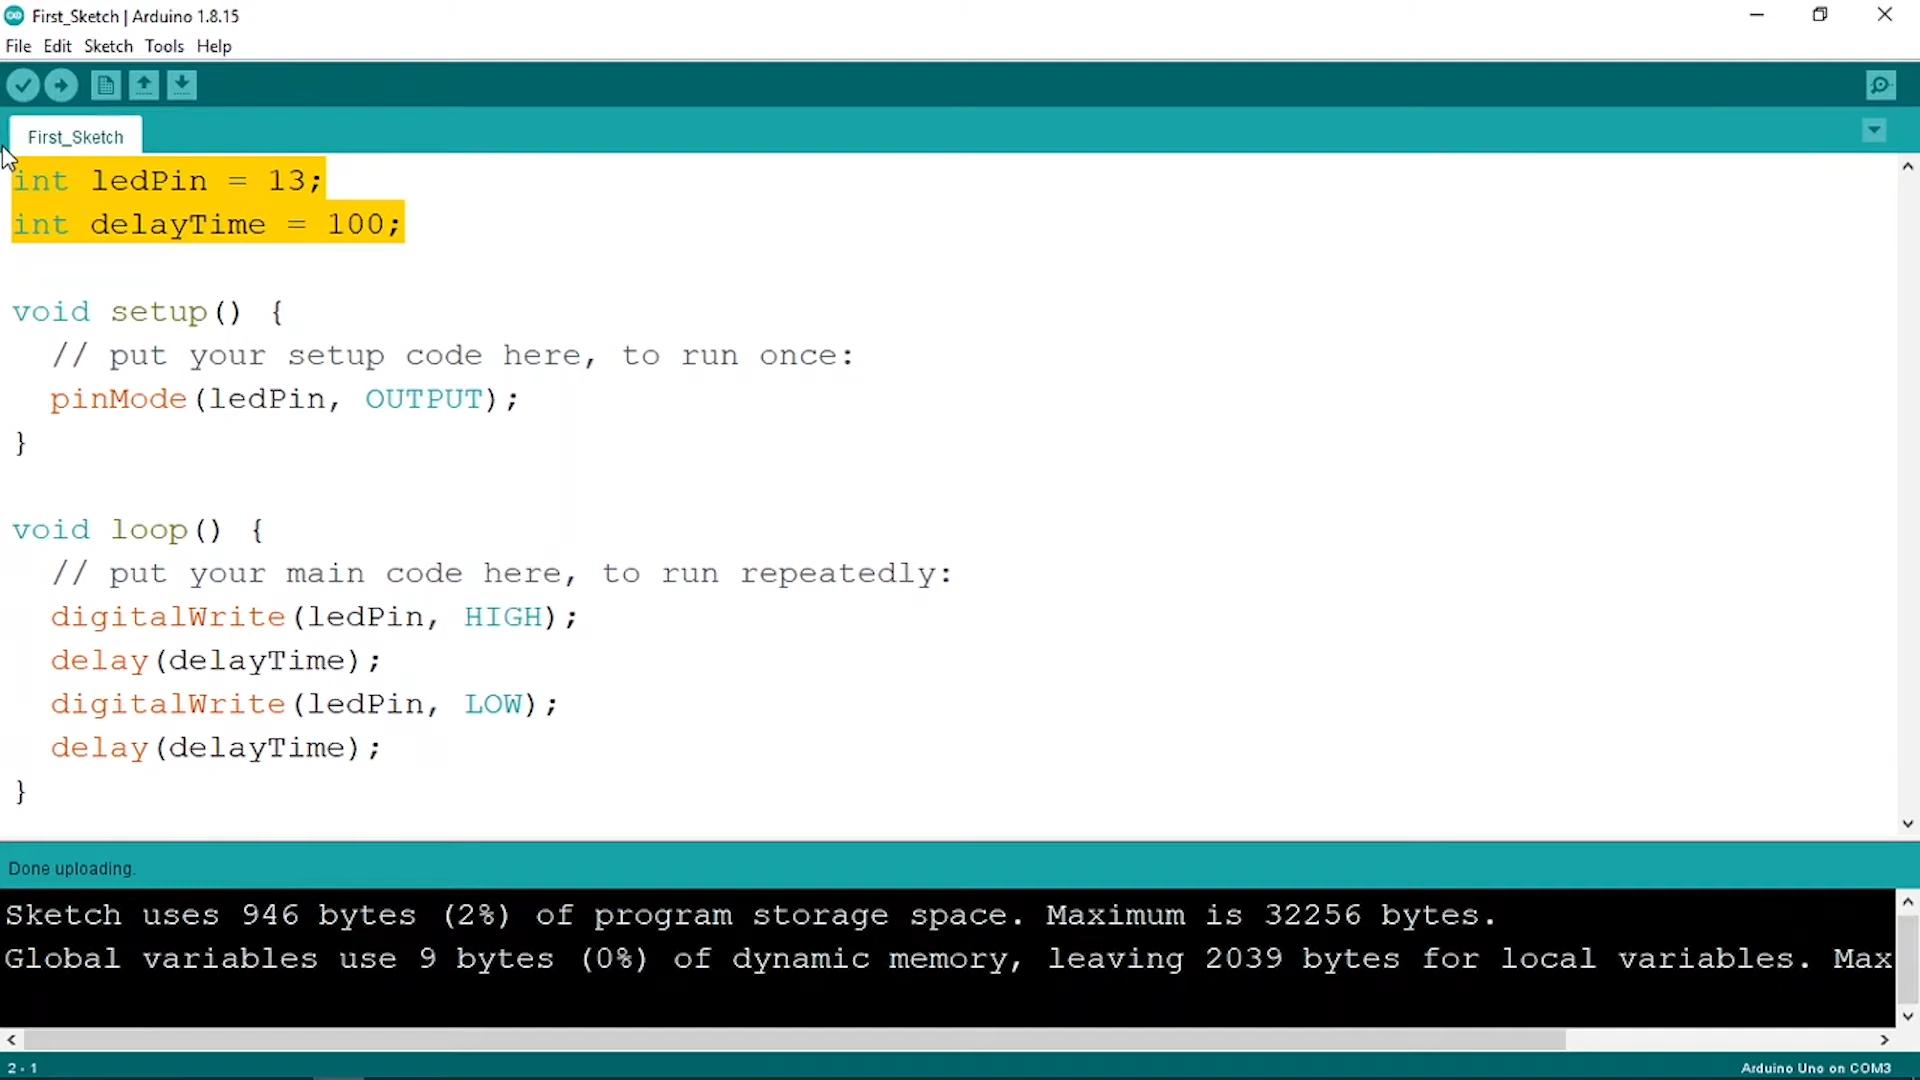 First_Sketch | Arduino 1.8.15
File Edit Sketch Tools Help
First_Sketch
int ledPin = 13;
int delayTime = 100;
void setup() {
// put your setup code here, to run once:
pinMode(ledPin, OUTPUT);
}
void loop() {
// put your main code here, to run repeatedly:
digitalWrite(ledPin, HIGH);
delay(delayTime);
digitalWrite(ledPin, LOW);
delay(delayTime);
}
Done uploading.
Sketch uses 946 bytes (2%) of program storage space. Maximum is 32256 bytes.
Global variables use 9 bytes (0%) of dynamic memory, leaving 2039 bytes for local variables. Max
2 - 1 Arduino Uno on COM3